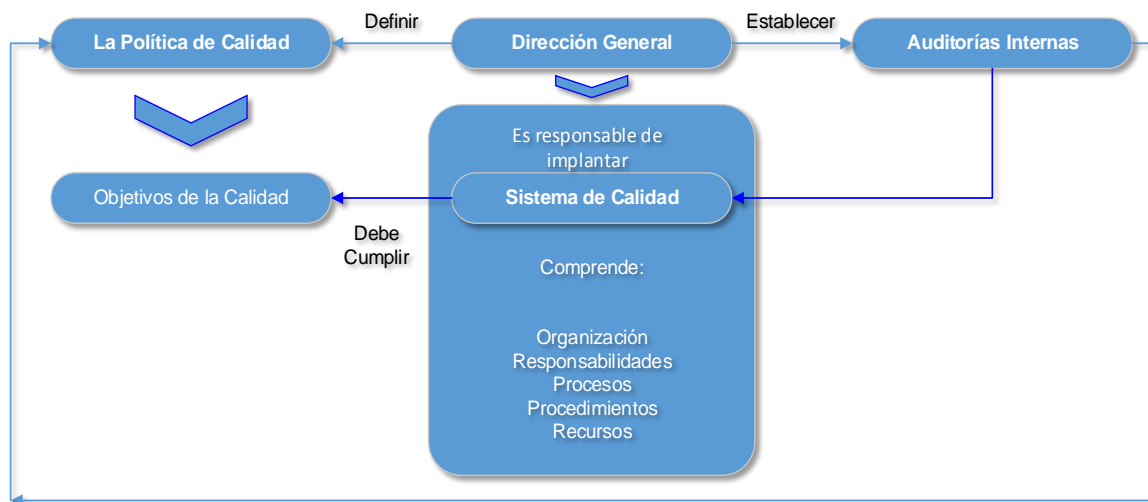 Definir
Establecer
La Política de Calidad
Dirección General
Auditorías Internas
Es responsable de
implantar
Objetivos de la Calidad
Sistema de Calidad
Debe
Cumplir
Comprende:
Organización
Responsabilidades
Procesos
Procedimientos
Recursos